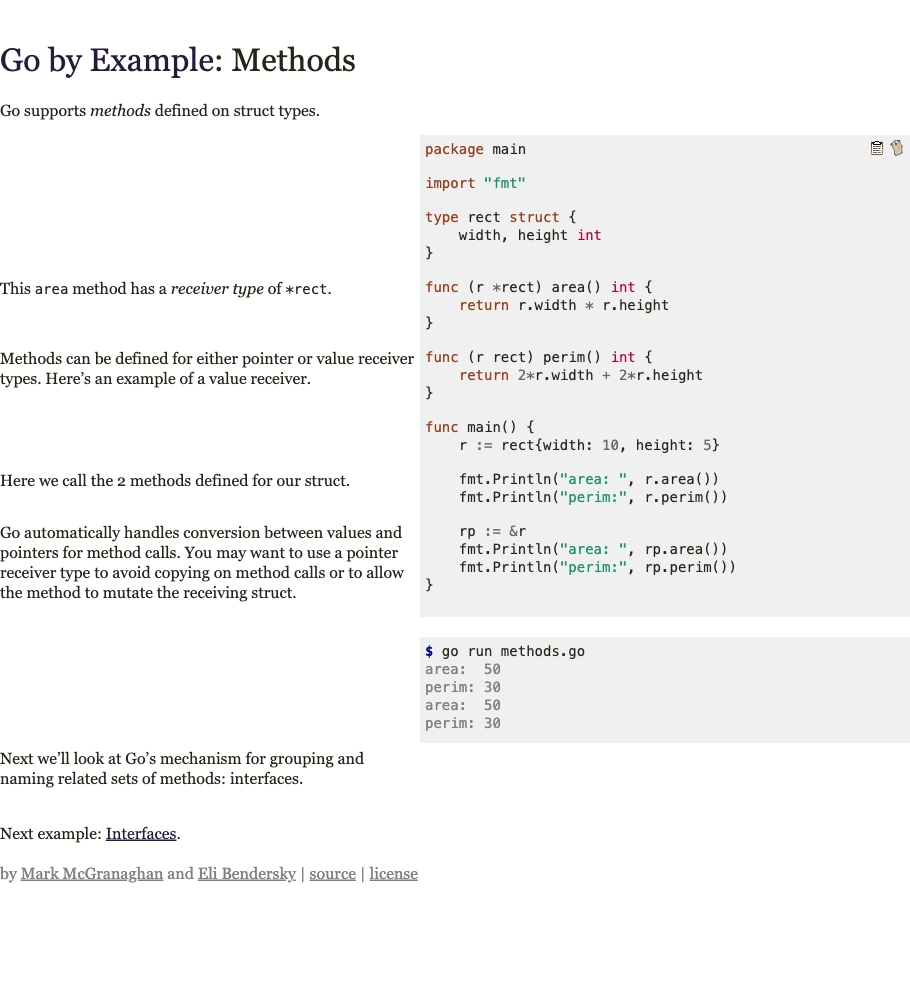 Go by Example: Methods
Go supports methods defined on struct types.
package main
import "fmt"
type rect struct {
    width, height int
}
This area method has a receiver type of *rect.
func (r *rect) area() int {
    return r.width * r.height
}
Methods can be defined for either pointer or value receiver
types. Here’s an example of a value receiver.
func (r rect) perim() int {
    return 2*r.width + 2*r.height
}
func main() {
    r := rect{width: 10, height: 5}
Here we call the 2 methods defined for our struct.
    fmt.Println("area: ", r.area())
    fmt.Println("perim:", r.perim())
Go automatically handles conversion between values and
pointers for method calls. You may want to use a pointer
receiver type to avoid copying on method calls or to allow
the method to mutate the receiving struct.
    rp := &r
    fmt.Println("area: ", rp.area())
    fmt.Println("perim:", rp.perim())
}
$ go run methods.go
area:  50
perim: 30
area:  50
perim: 30
Next we’ll look at Go’s mechanism for grouping and
naming related sets of methods: interfaces.
Next example: Interfaces.
by Mark McGranaghan and Eli Bendersky | source | license